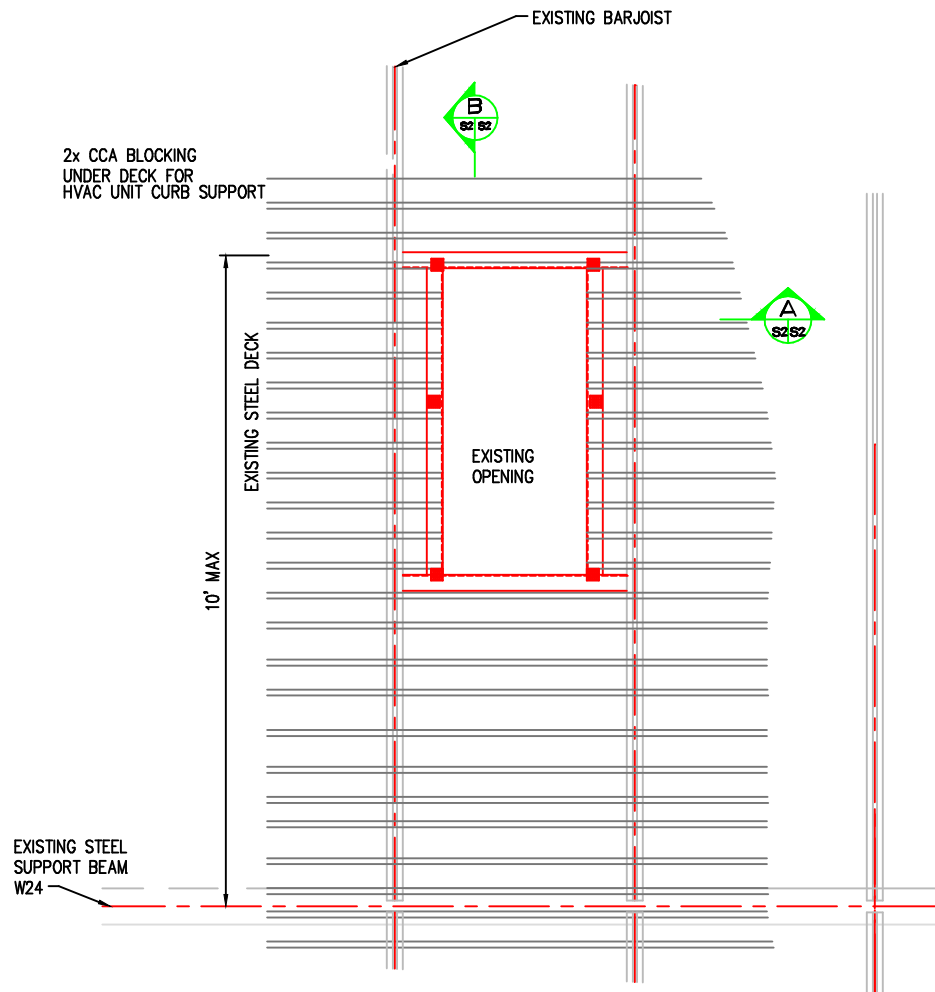 EXISTING BARJOIST
B
S2 S2
2x CCA BLOCKING
UNDER DECK FOR
HVAC UNIT CURB SUPPORT
A
S2 S2
EXISTING STEEL DECK
EXISTING
OPENING
10' MAX
EXISTING STEEL
SUPPORT BEAM
W24